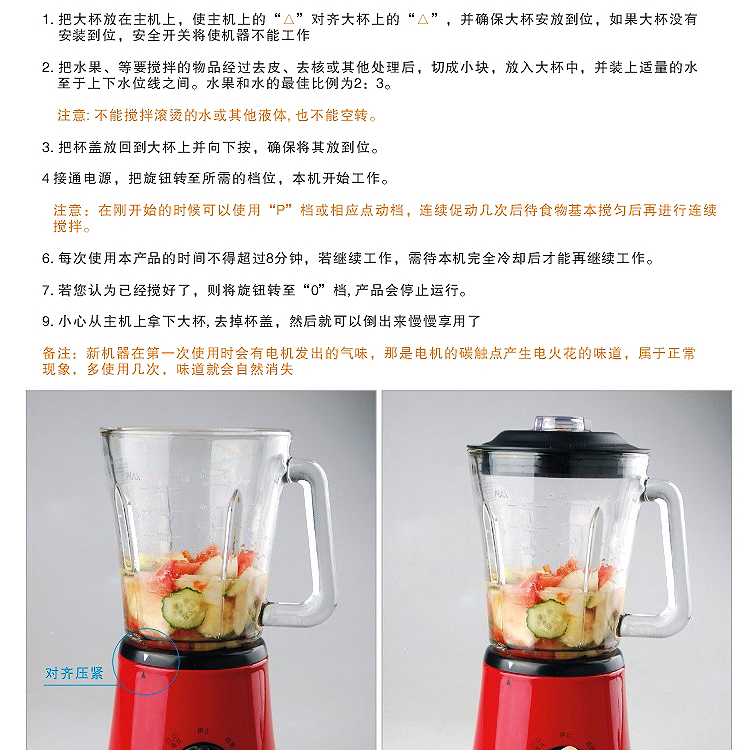 1. 把大杯放在主机上，使主机上的“△”对齐大杯上的“△”，并确保大杯安放到位，如果大杯没有
安装到位，安全开关将使机器不能工作
2. 把水果、等要搅拌的物品经过去皮、去核或其他处理后，切成小块，放入大杯中，并装上适量的水
至于上下水位线之间。水果和水的最佳比例为2：3。
注意: 不能搅拌滚烫的水或其他液体, 也不能空转。
3. 把杯盖放回到大杯上并向下按，确保将其放到位。
4 接通电源，把旋钮转至所需的档位，本机开始工作。
注意：在刚开始的时候可以使用“P”档或相应点动档，连续促动几次后待食物基本搅匀后再进行连续
搅拌。
6. 每次使用本产品的时间不得超过8分钟，若继续工作，需待本机完全冷却后才能再继续工作。
7. 若您认为已经搅好了，则将旋钮转至“0”档, 产品会停止运行。
9. 小心从主机上拿下大杯, 去掉杯盖，然后就可以倒出来慢慢享用了
备注：新机器在第一次使用时会有电机发出的气味，那是电机的碳触点产生电火花的味道，属于正常
现象，多使用几次，味道就会自然消失
对齐压紧
停止
停止